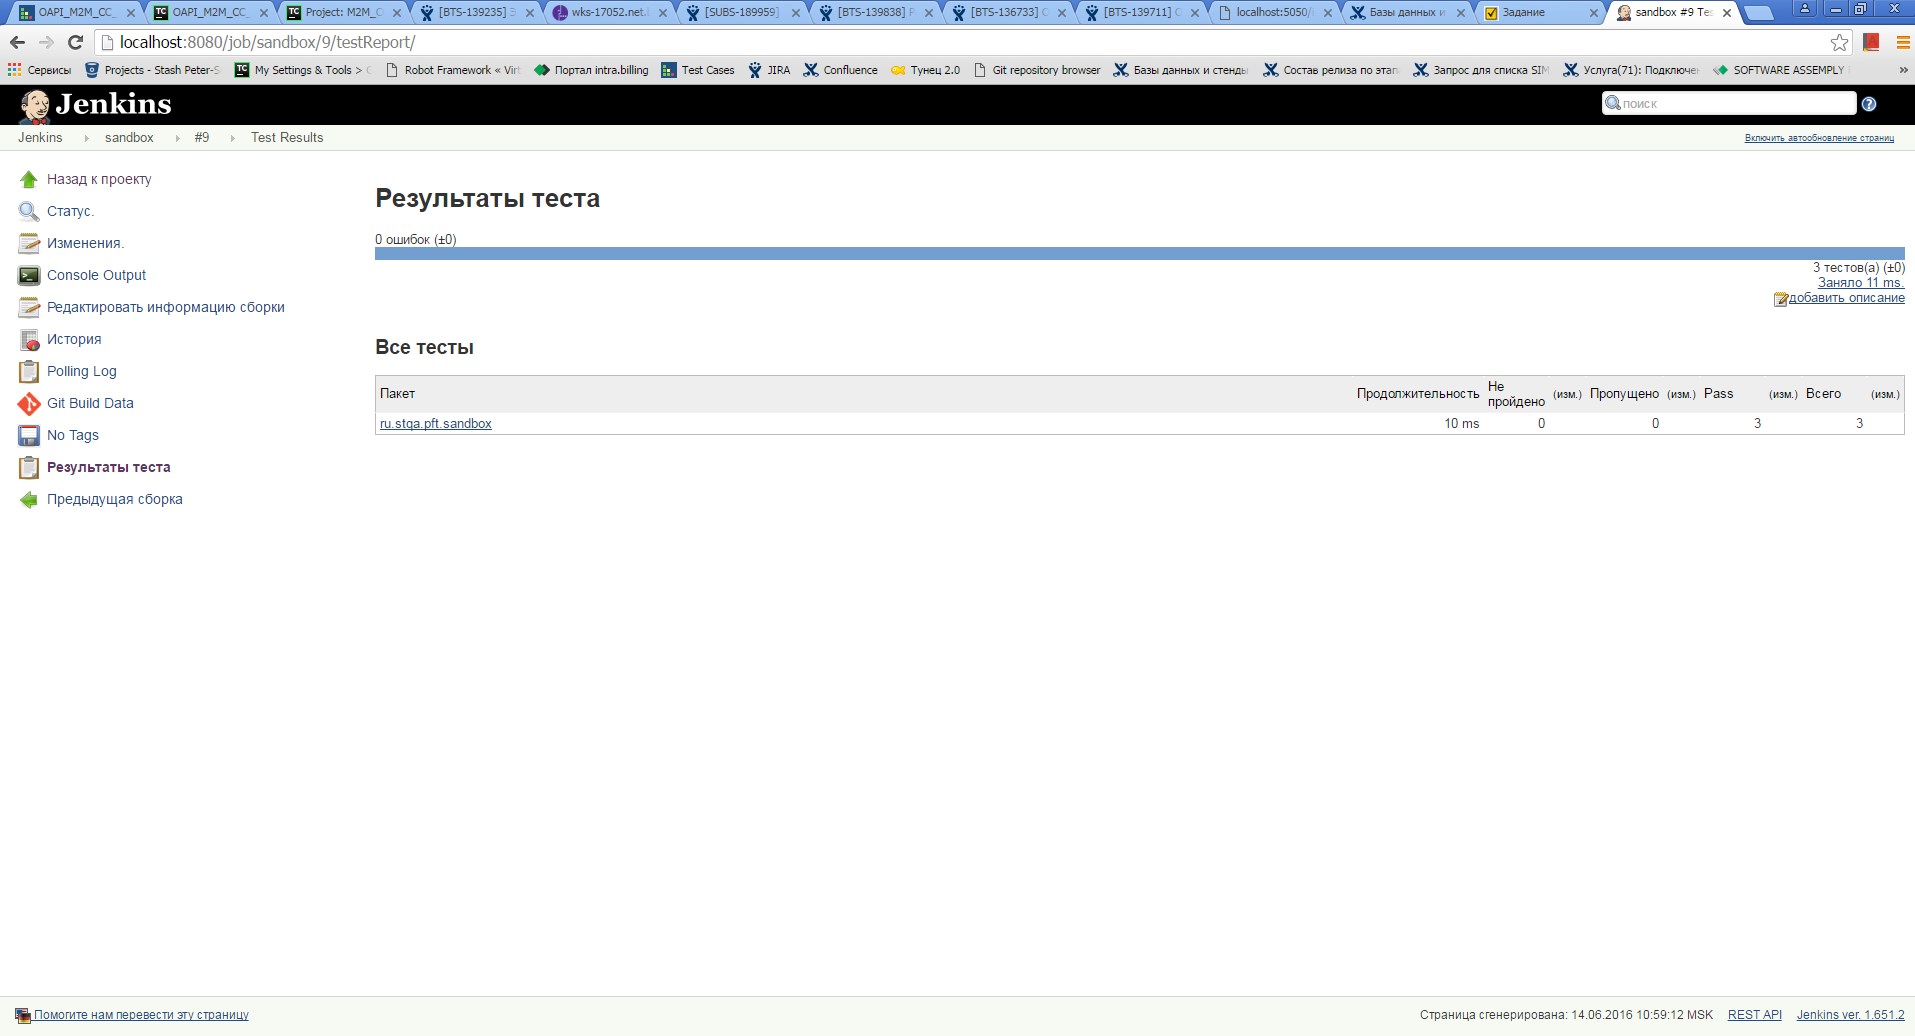 OAPI_M2M_CC_ OAPI_M2M_CC_ Project: M2M_C [BTS-139235] Э wks-17052.net. [SUBS-189959] [BTS-139838] Р [BTS-136733] О [BTS-139711] С localhost:5050/ Базы данных и Задание sandbox #9 Tes
localhost:8080/job/sandbox/9/testReport/
Сервисы Projects - Stash Peter-S My Settings & Tools > Robot Framework « Virt Портал intra.billing Test Cases JIRA Confluence Тунец 2.0 Git repository browser Базы данных и стенды Состав релиза по этап Запрос для списка SIM Услуга(71): Подключен SOFTWARE ASSEMPLY »
Jenkins поиск
Jenkins sandbox #9 Test Results Включить автообновление страниц
Назад к проекту
Статус.
Изменения.
Console Output
Редактировать информацию сборки
История
Polling Log
Git Build Data
No Tags
Результаты теста
Предыдущая сборка
Результаты теста
0 ошибок (±0)
3 тестов(а) (±0)
Заняло 11 ms.
добавить описание
Все тесты
Пакет Продолжительность Не пройдено (изм.) Пропущено (изм.) Pass (изм.) Всего (изм.)
ru.stqa.pft.sandbox 10 ms 0 0 3 3
Помогите нам перевести эту страницу Страница сгенерирована: 14.06.2016 10:59:12 MSK REST API Jenkins ver. 1.651.2